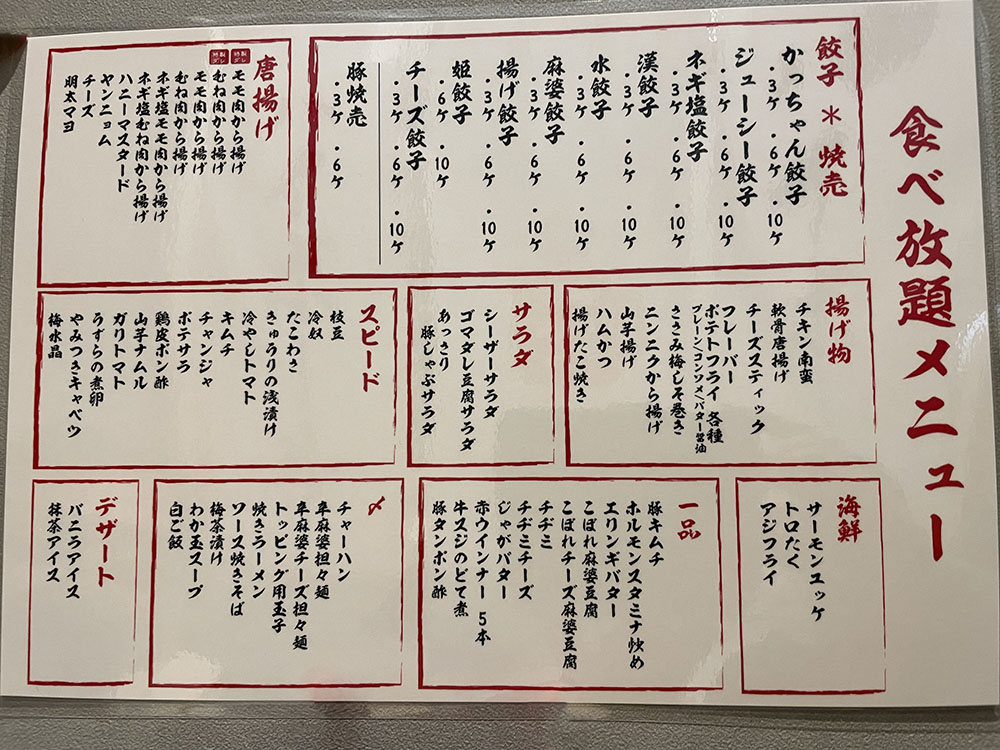 食べ放題メニュー
餃子＊焼売
かっちゃん餃子
・3ケ ・6ケ ・10ケ
ジューシー餃子
・3ケ ・6ケ ・10ケ
ネギ塩餃子
・3ケ ・6ケ ・10ケ
漢餃子
・3ケ ・6ケ ・10ケ
水餃子
・3ケ ・6ケ ・10ケ
麻婆餃子
・3ケ ・6ケ ・10ケ
揚げ餃子
・3ケ ・6ケ ・10ケ
姫餃子
・6ケ ・10ケ
チーズ餃子
・3ケ ・6ケ ・10ケ
豚焼売
・3ケ ・6ケ
唐揚げ
特製ダレ モモ肉から揚げ
特製ダレ むね肉から揚げ
モモ肉から揚げ
むね肉から揚げ
ネギ塩モモ肉から揚げ
ネギ塩むね肉から揚げ
ハニーマスタード
ヤンニョム
チーズ
明太マヨ
揚げ物
チキン南蛮
軟骨唐揚げ
チーズスティック
フレーバー
ポテトフライ 各種
プレーン/コンソメ/バター醤油
ささみ梅しそ巻き
ニンニクから揚げ
山芋揚げ
ハムかつ
揚げたこ焼き
サラダ
シーザーサラダ
ゴマダレ豆腐サラダ
あっさり
豚しゃぶサラダ
スピード
枝豆
冷奴
たこわさ
きゅうりの浅漬け
冷やしトマト
キムチ
チャンジャ
ポテサラ
鶏皮ポン酢
山芋ナムル
ガリトマト
うずらの煮卵
やみつきキャベツ
梅水晶
海鮮
サーモンユッケ
トロたく
アジフライ
一品
豚キムチ
ホルモンスタミナ炒め
エリンギバター
こぼれ麻婆豆腐
こぼれチーズ麻婆豆腐
チヂミ
チヂミチーズ
じゃがバター
赤ウインナー 5本
牛スジのどて煮
豚タンポン酢
〆
チャーハン
辛麻婆担々麺
辛麻婆チーズ担々麺
トッピング用玉子
焼きラーメン
ソース焼きそば
梅茶漬け
わか玉スープ
白ご飯
デザート
バニラアイス
抹茶アイス